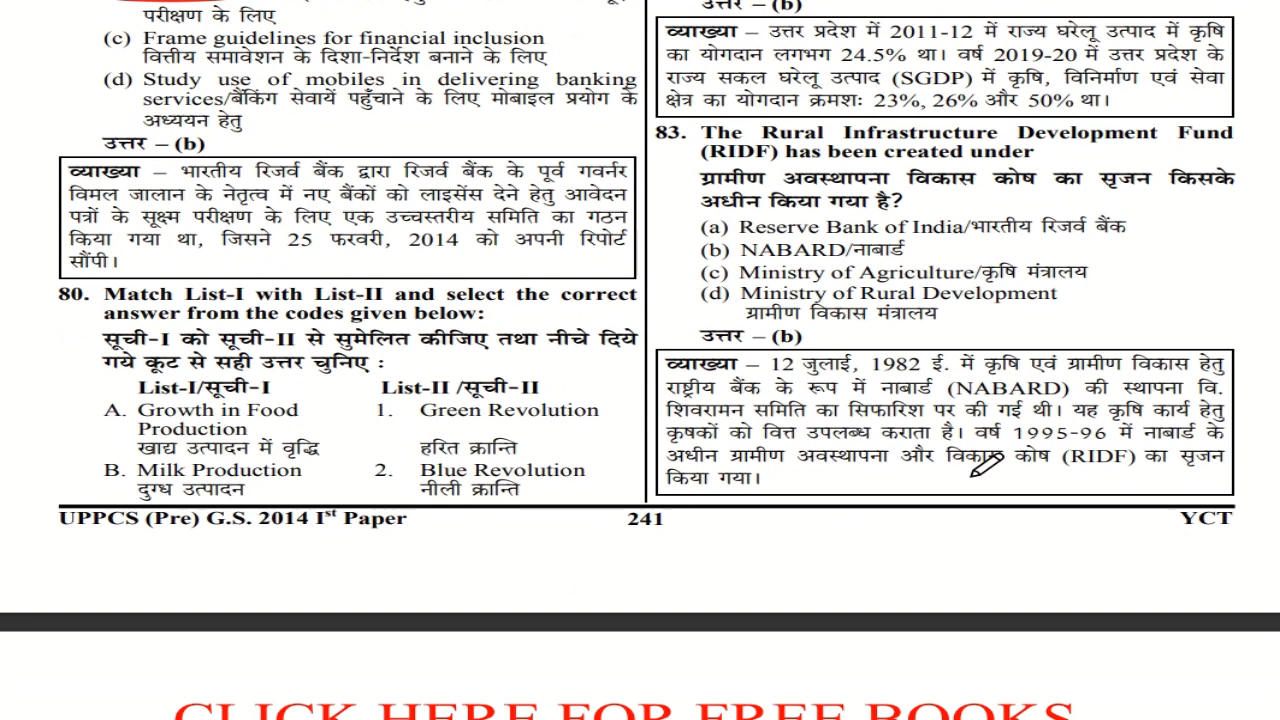 परीक्षण के लिए
(c) Frame guidelines for financial inclusion
वित्तीय समावेशन के दिशा-निर्देश बनाने के लिए
(d) Study use of mobiles in delivering banking
services/बैंकिंग सेवायें पहुँचाने के लिए मोबाइल प्रयोग के
अध्ययन हेतु
उत्तर – (b)
व्याख्या – भारतीय रिजर्व बैंक द्वारा रिजर्व बैंक के पूर्व गवर्नर
विमल जालान के नेतृत्व में नए बैंकों को लाइसेंस देने हेतु आवेदन
पत्रों के सूक्ष्म परीक्षण के लिए एक उच्चस्तरीय समिति का गठन
किया गया था, जिसने 25 फरवरी, 2014 को अपनी रिपोर्ट
सौंपी।
80. Match List-I with List-II and select the correct
answer from the codes given below:
सूची-I को सूची-II से सुमेलित कीजिए तथा नीचे दिये
गये कूट से सही उत्तर चुनिए :
List-I/सूची-I List-II /सूची-II
A. Growth in Food 1. Green Revolution
Production
खाद्य उत्पादन में वृद्धि हरित क्रान्ति
B. Milk Production 2. Blue Revolution
दुग्ध उत्पादन नीली क्रान्ति
उत्तर – (b)
व्याख्या – उत्तर प्रदेश में 2011-12 में राज्य घरेलू उत्पाद में कृषि
का योगदान लगभग 24.5% था। वर्ष 2019-20 में उत्तर प्रदेश के
राज्य सकल घरेलू उत्पाद (SGDP) में कृषि, विनिर्माण एवं सेवा
क्षेत्र का योगदान क्रमशः 23%, 26% और 50% था।
83. The Rural Infrastructure Development Fund
(RIDF) has been created under
ग्रामीण अवस्थापना विकास कोष का सृजन किसके
अधीन किया गया है?
(a) Reserve Bank of India/भारतीय रिजर्व बैंक
(b) NABARD/नाबार्ड
(c) Ministry of Agriculture/कृषि मंत्रालय
(d) Ministry of Rural Development
ग्रामीण विकास मंत्रालय
उत्तर – (b)
व्याख्या – 12 जुलाई, 1982 ई. में कृषि एवं ग्रामीण विकास हेतु
राष्ट्रीय बैंक के रूप में नाबार्ड (NABARD) की स्थापना वि.
शिवरामन समिति का सिफारिश पर की गई थी। यह कृषि कार्य हेतु
कृषकों को वित्त उपलब्ध कराता है। वर्ष 1995-96 में नाबार्ड के
अधीन ग्रामीण अवस्थापना और विकास कोष (RIDF) का सृजन
किया गया।
UPPCS (Pre) G.S. 2014 Ist Paper 241 YCT
CLICK HERE FOR FREE BOOKS